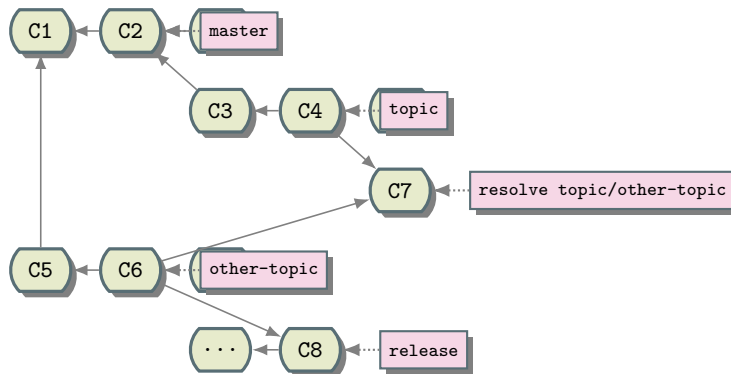 C1
C2
master
C3
C4
topic
C7
resolve topic/other-topic
C5
C6
other-topic
...
C8
release